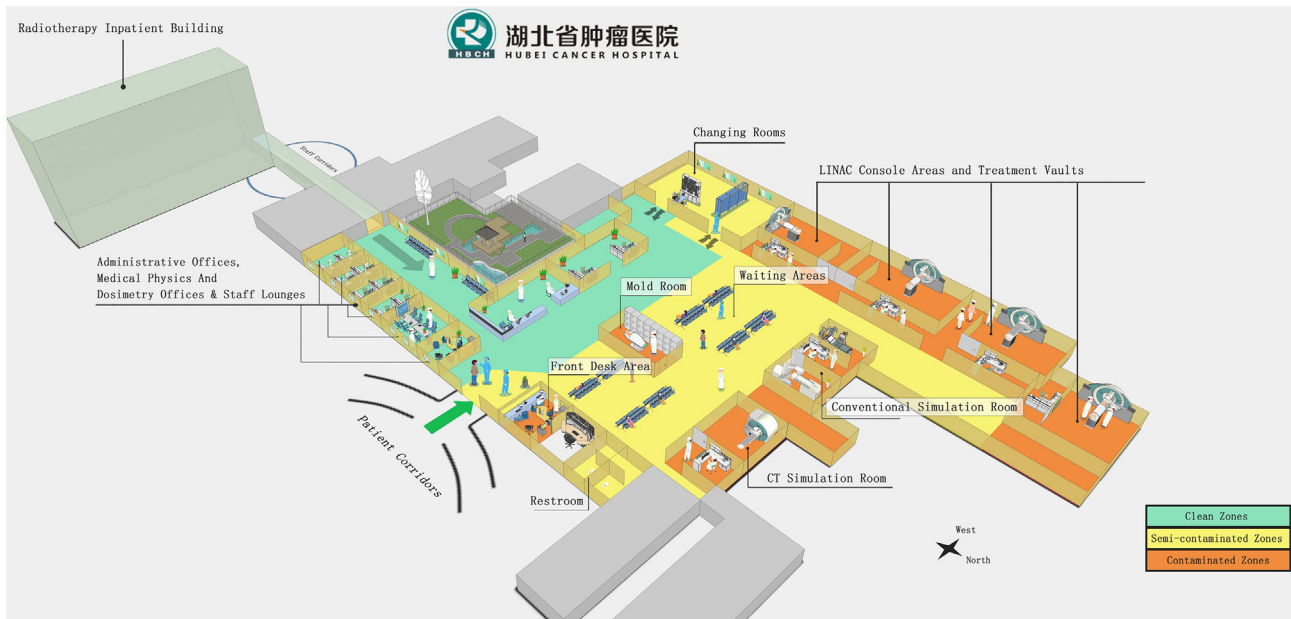 Radiotherapy Inpatient Building
湖北省肿瘤医院
HBCH
HUBEI CANCER HOSPITAL
Changing Rooms
Staff Corridors
LINAC Console Areas and Treatment Vaults
Administrative Offices,
Medical Physics And
Dosimetry Offices & Staff Lounges
Waiting Areas
Mold Room
Front Desk Area
Conventional Simulation Room
Patient Corridors
CT Simulation Room
Restroom
West
North
Clean Zones
Semi-contaminated Zones
Contaminated Zones